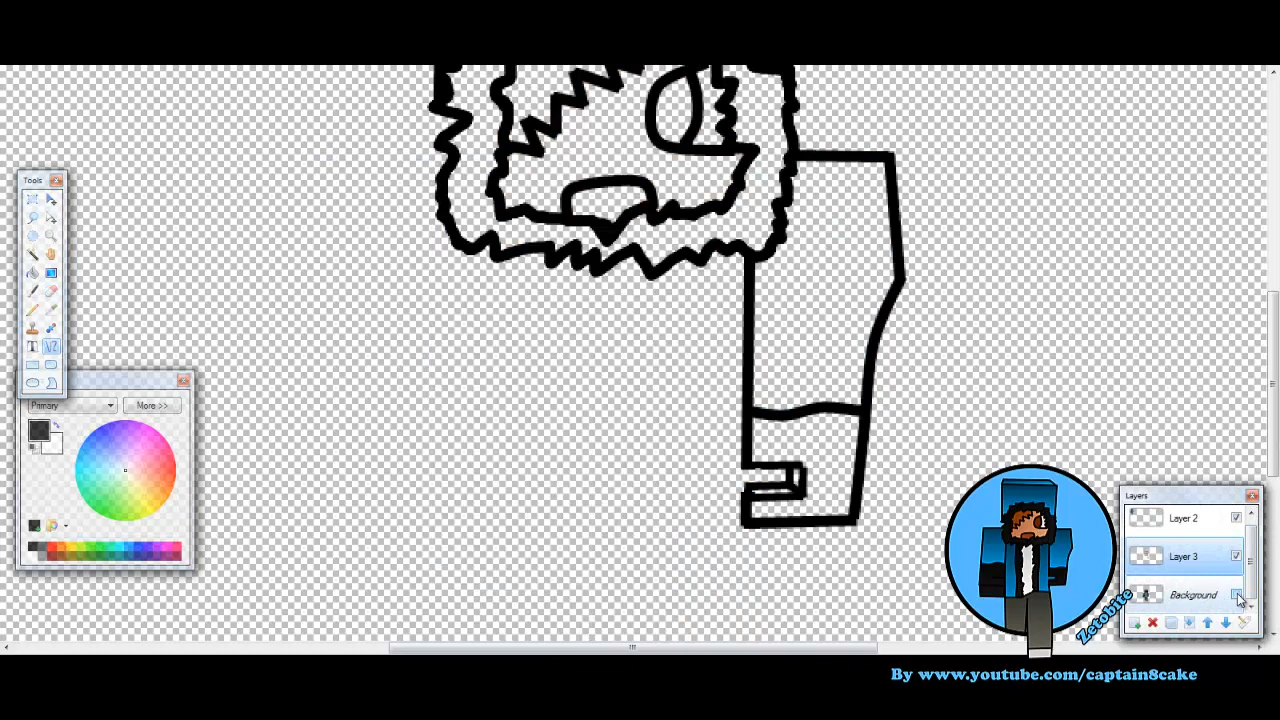 Tools
Primary
More >>
Layers
Layer 2
Layer 3
Background
Zetobite
By www.youtube.com/captain8cake